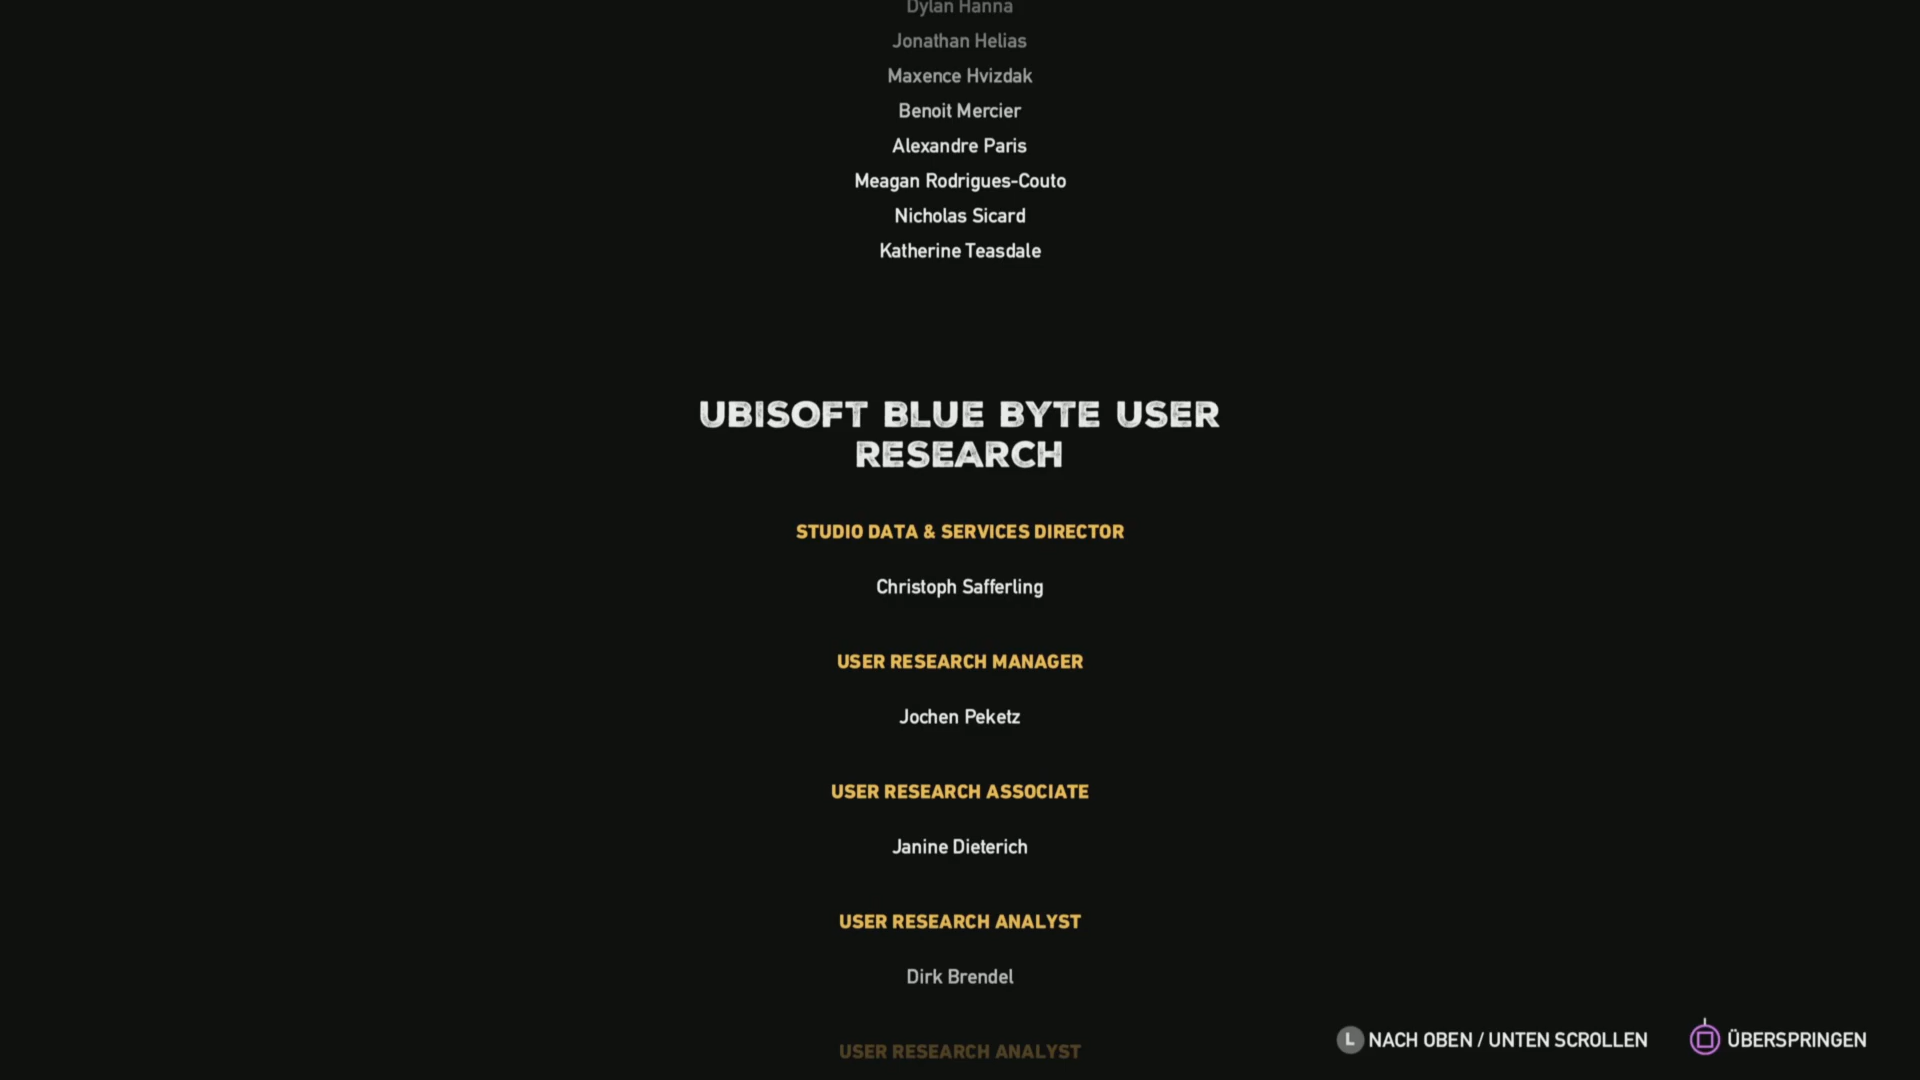 Dylan Hanna
Jonathan Helias
Maxence Hvizdak
Benoit Mercier
Alexandre Paris
Meagan Rodrigues-Couto
Nicholas Sicard
Katherine Teasdale
UBISOFT BLUE BYTE USER
RESEARCH
STUDIO DATA & SERVICES DIRECTOR
Christoph Safferling
USER RESEARCH MANAGER
Jochen Peketz
USER RESEARCH ASSOCIATE
Janine Dieterich
USER RESEARCH ANALYST
Dirk Brendel
USER RESEARCH ANALYST
L NACH OBEN / UNTEN SCROLLEN
ÜBERSPRINGEN